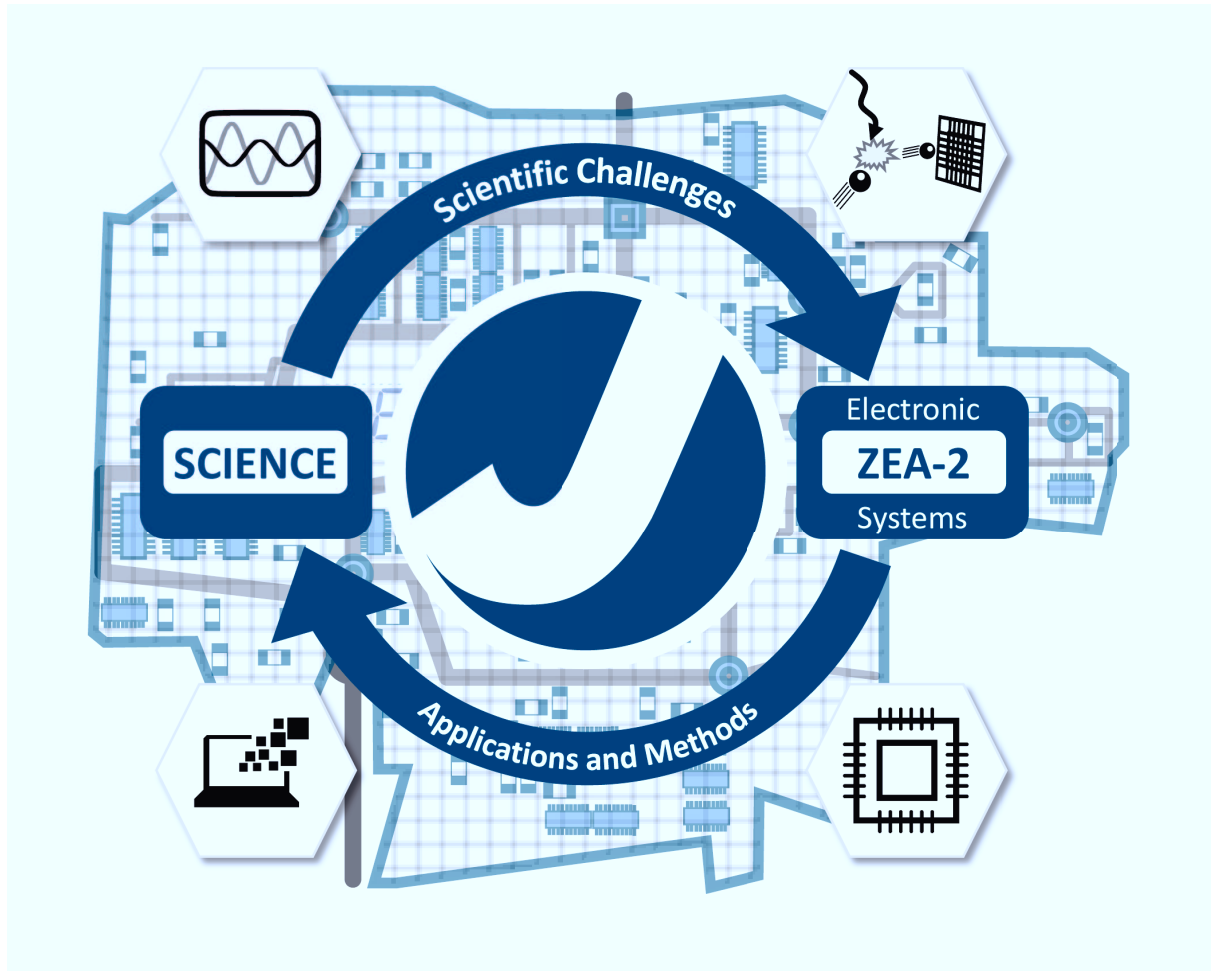 Scientific Challenges
SCIENCE
Electronic
ZEA-2
Systems
Applications and Methods